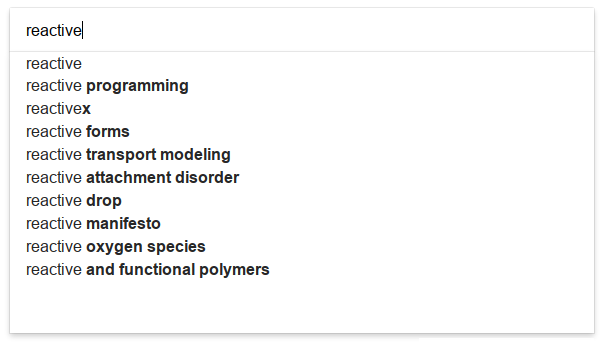 reactive
reactive
reactive programming
reactivex
reactive forms
reactive transport modeling
reactive attachment disorder
reactive drop
reactive manifesto
reactive oxygen species
reactive and functional polymers